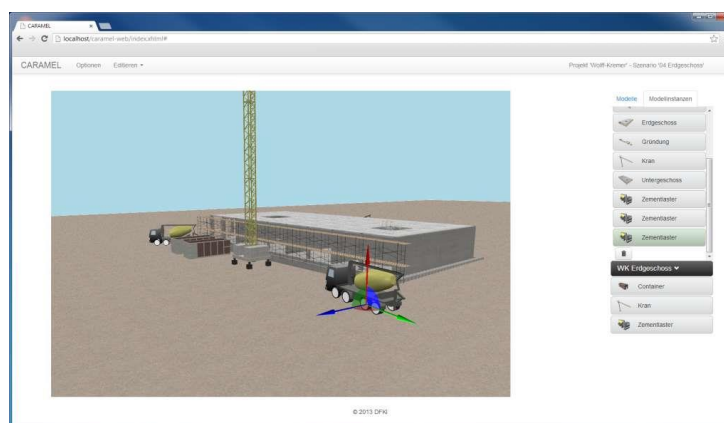 CARAMEL
localhost/caramel-web/index.xhtml#
CARAMEL Optionen Editieren Projekt 'Wolff-Kremer' - Szenario '04 Erdgeschoss'
Modelle Modellinstanzen
Erdgeschoss
Gründung
Kran
Untergeschoss
Zementlaster
Zementlaster
Zementlaster
WK Erdgeschoss
Container
Kran
Zementlaster
© 2013 DFKI